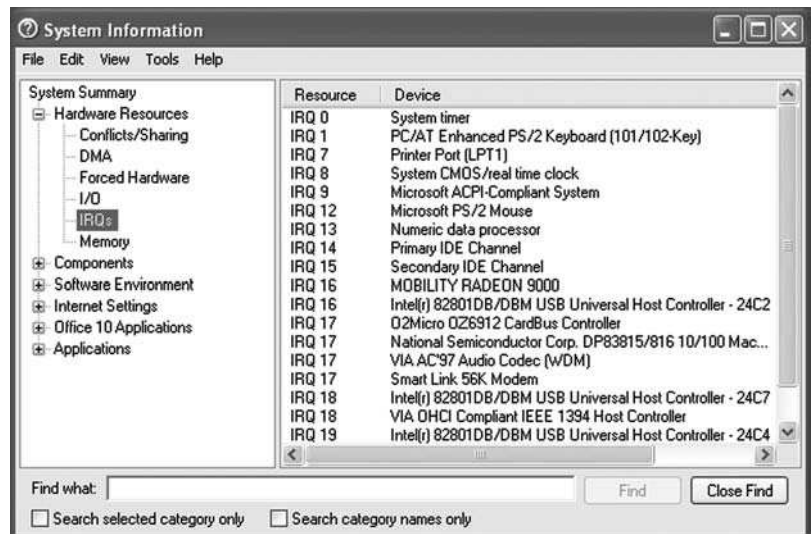 System Information
File Edit View Tools Help
System Summary
Hardware Resources
Conflicts/Sharing
DMA
Forced Hardware
I/O
IRQs
Memory
Components
Software Environment
Internet Settings
Office 10 Applications
Applications
Resource Device
IRQ 0 System timer
IRQ 1 PC/AT Enhanced PS/2 Keyboard (101/102-Key)
IRQ 7 Printer Port (LPT1)
IRQ 8 System CMOS/real time clock
IRQ 9 Microsoft ACPI-Compliant System
IRQ 12 Microsoft PS/2 Mouse
IRQ 13 Numeric data processor
IRQ 14 Primary IDE Channel
IRQ 15 Secondary IDE Channel
IRQ 16 MOBILITY RADEON 9000
IRQ 16 Intel(r) 82801DB/DBM USB Universal Host Controller - 24C2
IRQ 17 O2Micro OZ6912 CardBus Controller
IRQ 17 National Semiconductor Corp. DP83815/816 10/100 Mac...
IRQ 17 VIA AC'97 Audio Codec (WDM)
IRQ 17 Smart Link 56K Modem
IRQ 18 Intel(r) 82801DB/DBM USB Universal Host Controller - 24C7
IRQ 18 VIA OHCI Compliant IEEE 1394 Host Controller
IRQ 19 Intel(r) 82801DB/DBM USB Universal Host Controller - 24C4
Find what: Find Close Find
Search selected category only Search category names only